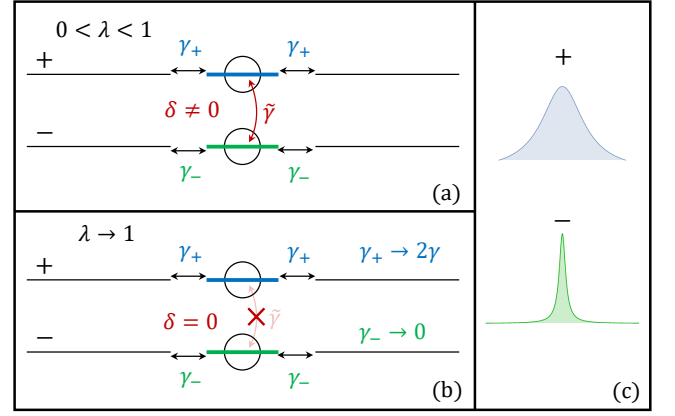 0 < λ < 1
+
γ₊ γ₊
δ ≠ 0 γ̃
−
γ₋ γ₋
(a)
λ → 1
+
γ₊ γ₊ γ₊ → 2γ
δ = 0 γ̃
γ₋ → 0
−
γ₋ γ₋
(b)
+
−
(c)